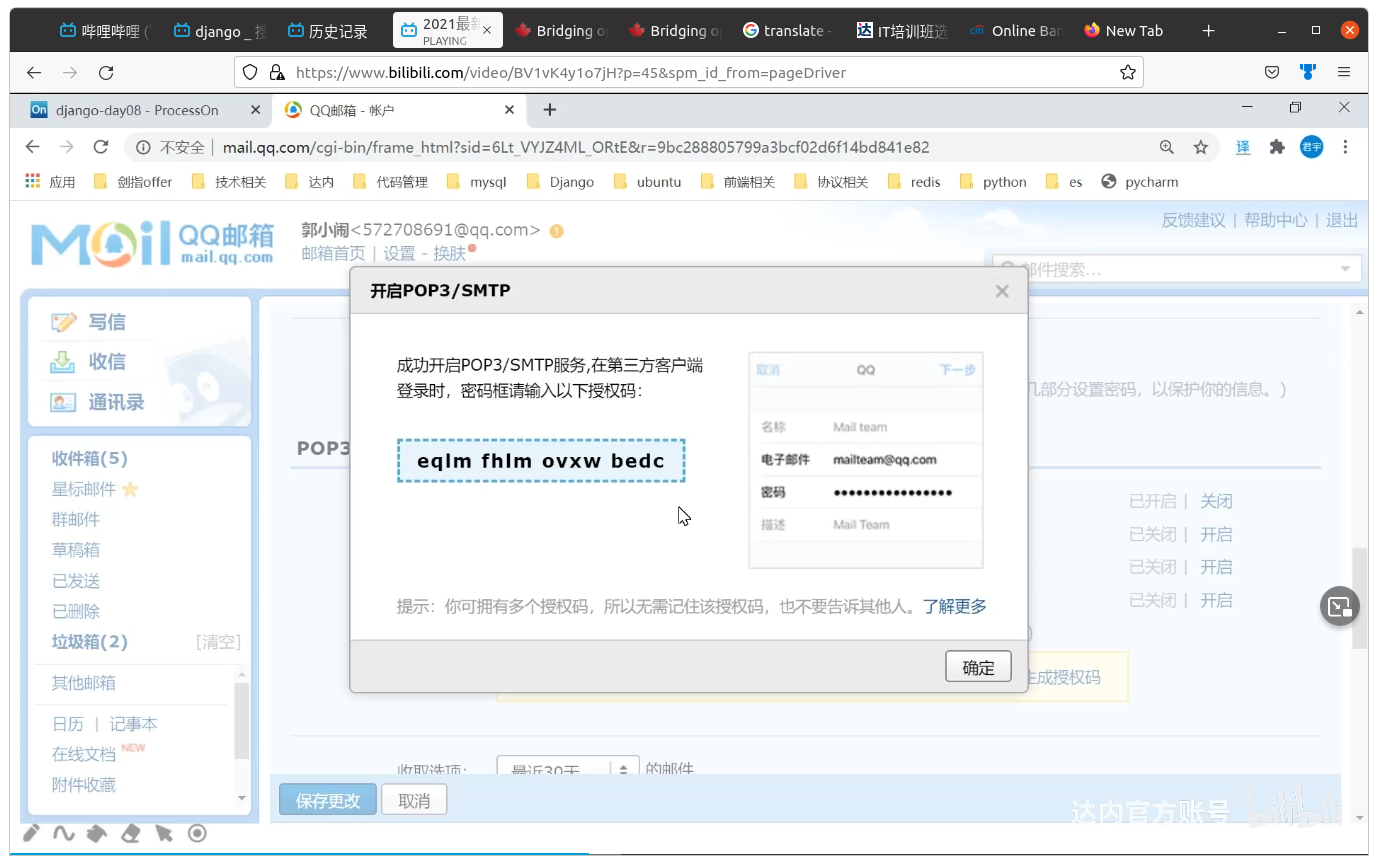 哔哩哔哩 (
django _ 搜
历史记录
2021最新
PLAYING
Bridging
Bridging
translate -
IT培训班选
Online Ban
New Tab
https://www.bilibili.com/video/BV1vK4y1o7jH?p=45&spm_id_from=pageDriver
On django-day08 - ProcessOn
QQ邮箱 - 帐户
不安全 | mail.qq.com/cgi-bin/frame_html?sid=6Lt_VYJZ4ML_ORtE&r=9bc288805799a3bcf02d6f14bd841e82
译
君宇
应用
剑指offer
技术相关
达内
代码管理
mysql
Django
ubuntu
前端相关
协议相关
redis
python
es
pycharm
Mail QQ邮箱
mail.qq.com
郭小闹<572708691@qq.com>
邮箱首页 | 设置 - 换肤
反馈建议 | 帮助中心 | 退出
邮件搜索...
写信
收信
通讯录
收件箱(5)
星标邮件
群邮件
草稿箱
已发送
已删除
垃圾箱(2) [清空]
其他邮箱
日历 | 记事本
在线文档 NEW
附件收藏
开启POP3/SMTP
成功开启POP3/SMTP服务,在第三方客户端
登录时，密码框请输入以下授权码：
eqlm fhlm ovxw bedc
取消 QQ 下一步
名称 Mail team
电子邮件 mailteam@qq.com
密码 ••••••••••••••••
描述 Mail Team
提示：你可拥有多个授权码，所以无需记住该授权码，也不要告诉其他人。了解更多
确定
几部分设置密码，以保护你的信息。）
POP3
已开启 | 关闭
已关闭 | 开启
已关闭 | 开启
已关闭 | 开启
生成授权码
收取选项： 最近30天 的邮件
保存更改 取消
达内官方账号 bilibili